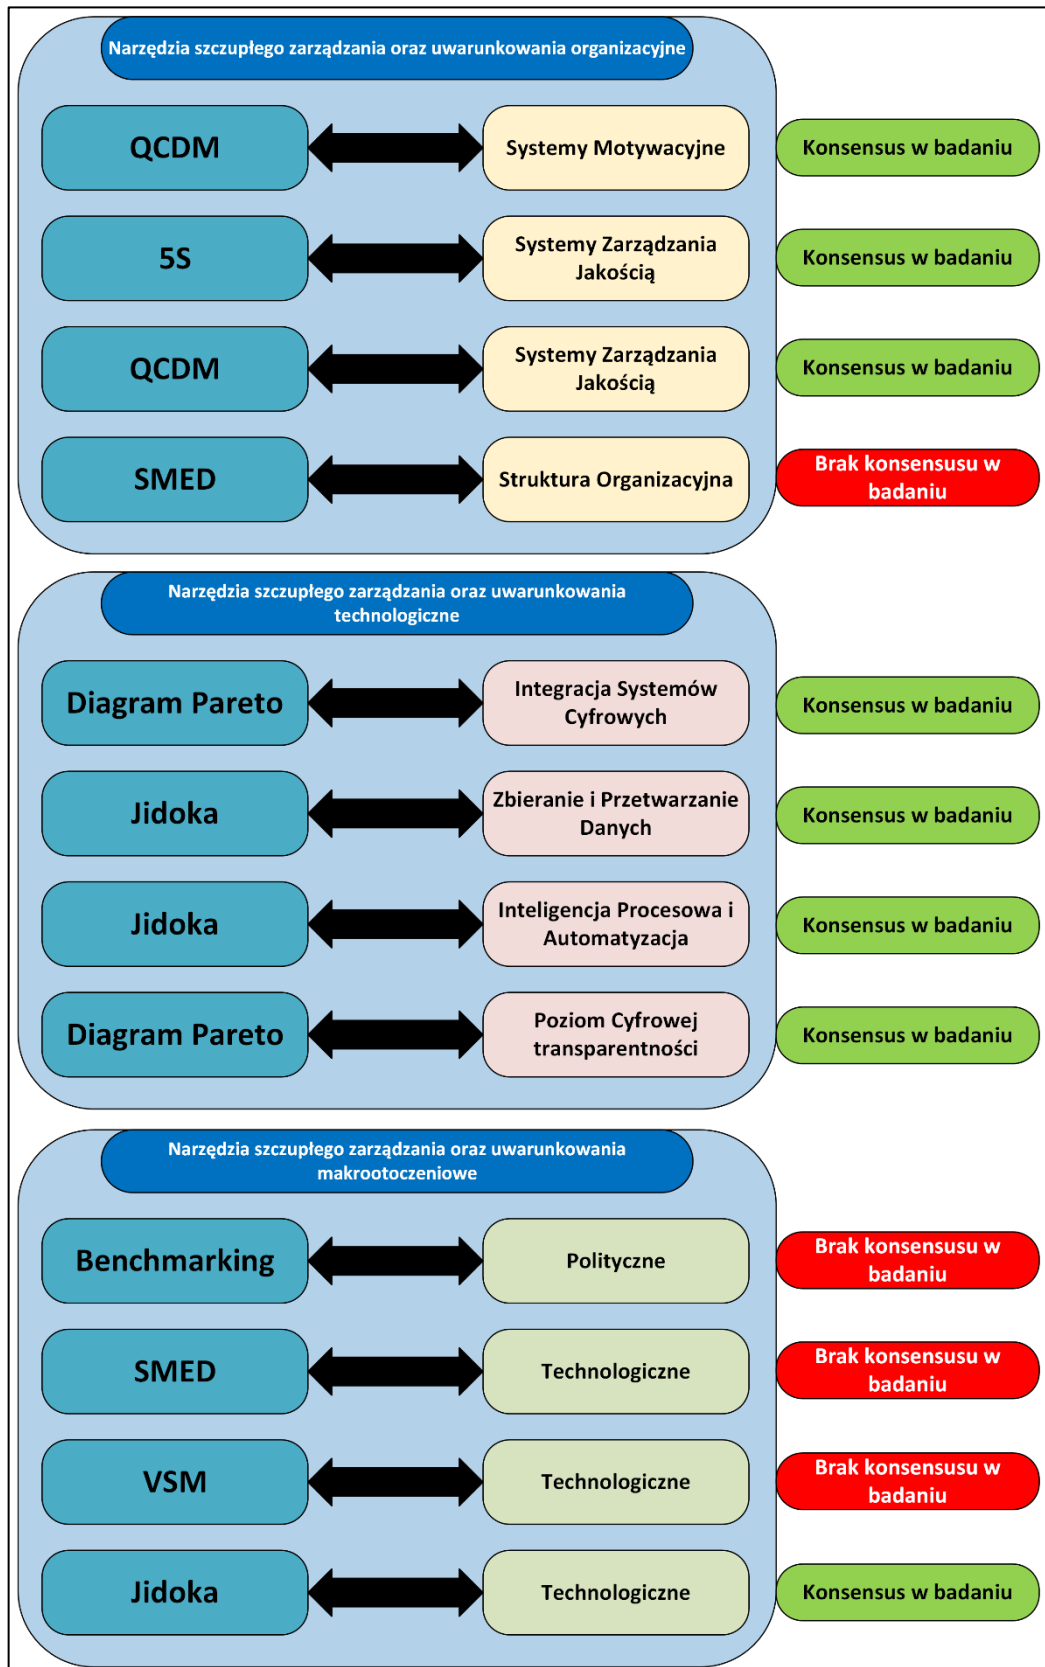 Narzędzia szczupłego zarządzania oraz uwarunkowania organizacyjne
QCDM
Systemy Motywacyjne
Konsensus w badaniu
5S
Systemy Zarządzania
Jakością
Konsensus w badaniu
QCDM
Systemy Zarządzania
Jakością
Konsensus w badaniu
SMED
Struktura Organizacyjna
Brak konsensusu w
badaniu
Narzędzia szczupłego zarządzania oraz uwarunkowania
technologiczne
Diagram Pareto
Integracja Systemów
Cyfrowych
Konsensus w badaniu
Jidoka
Zbieranie i Przetwarzanie
Danych
Konsensus w badaniu
Jidoka
Inteligencja Procesowa i
Automatyzacja
Konsensus w badaniu
Diagram Pareto
Poziom Cyfrowej
transparentności
Konsensus w badaniu
Narzędzia szczupłego zarządzania oraz uwarunkowania
makrootoczeniowe
Benchmarking
Polityczne
Brak konsensusu w
badaniu
SMED
Technologiczne
Brak konsensusu w
badaniu
VSM
Technologiczne
Brak konsensusu w
badaniu
Jidoka
Technologiczne
Konsensus w badaniu